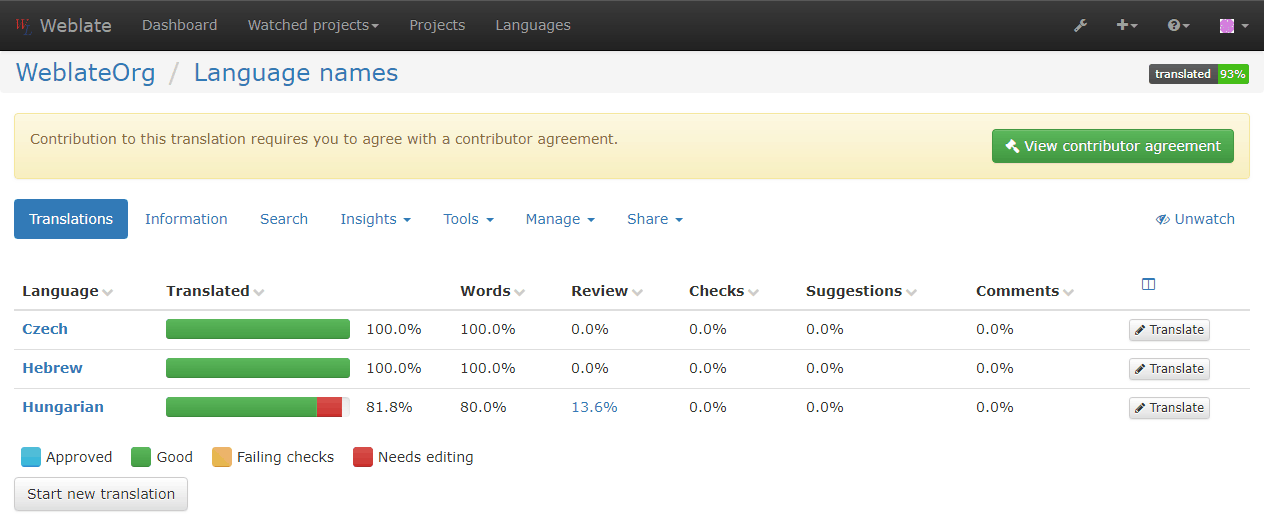 Weblate Dashboard Watched projects Projects Languages
WeblateOrg / Language names translated 93%
Contribution to this translation requires you to agree with a contributor agreement. View contributor agreement
Translations Information Search Insights Tools Manage Share Unwatch
Language Translated Words Review Checks Suggestions Comments
Czech 100.0% 100.0% 0.0% 0.0% 0.0% 0.0% Translate
Hebrew 100.0% 100.0% 0.0% 0.0% 0.0% 0.0% Translate
Hungarian 81.8% 80.0% 13.6% 0.0% 0.0% 0.0% Translate
Approved Good Failing checks Needs editing
Start new translation